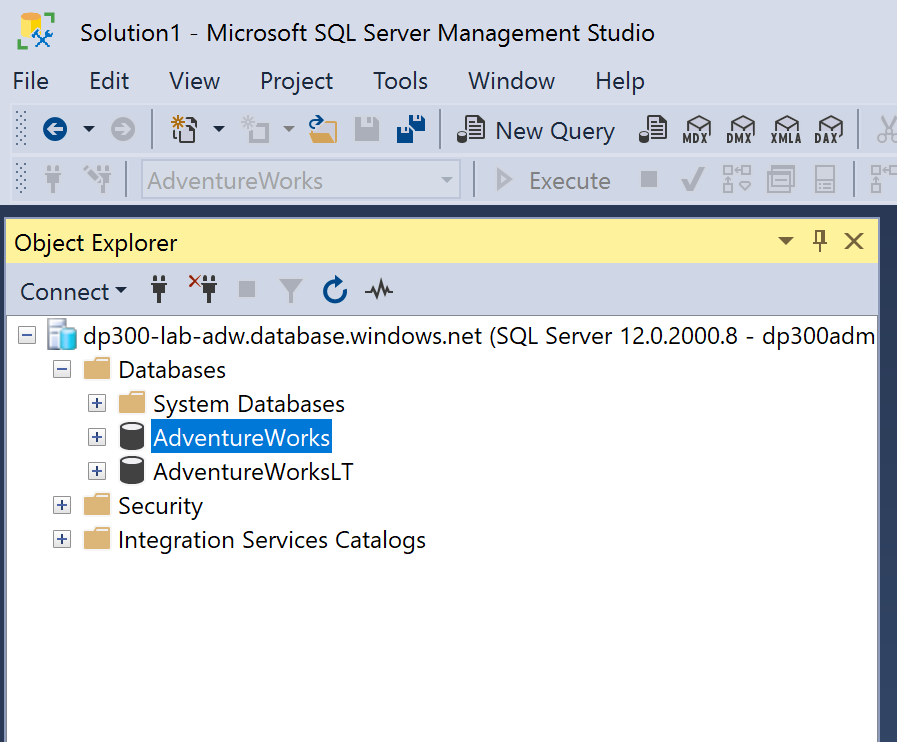 Solution1 - Microsoft SQL Server Management Studio
File Edit View Project Tools Window Help
New Query MDX DMX XMLA DAX
AdventureWorks Execute
Object Explorer
Connect
dp300-lab-adw.database.windows.net (SQL Server 12.0.2000.8 - dp300adm
Databases
System Databases
AdventureWorks
AdventureWorksLT
Security
Integration Services Catalogs